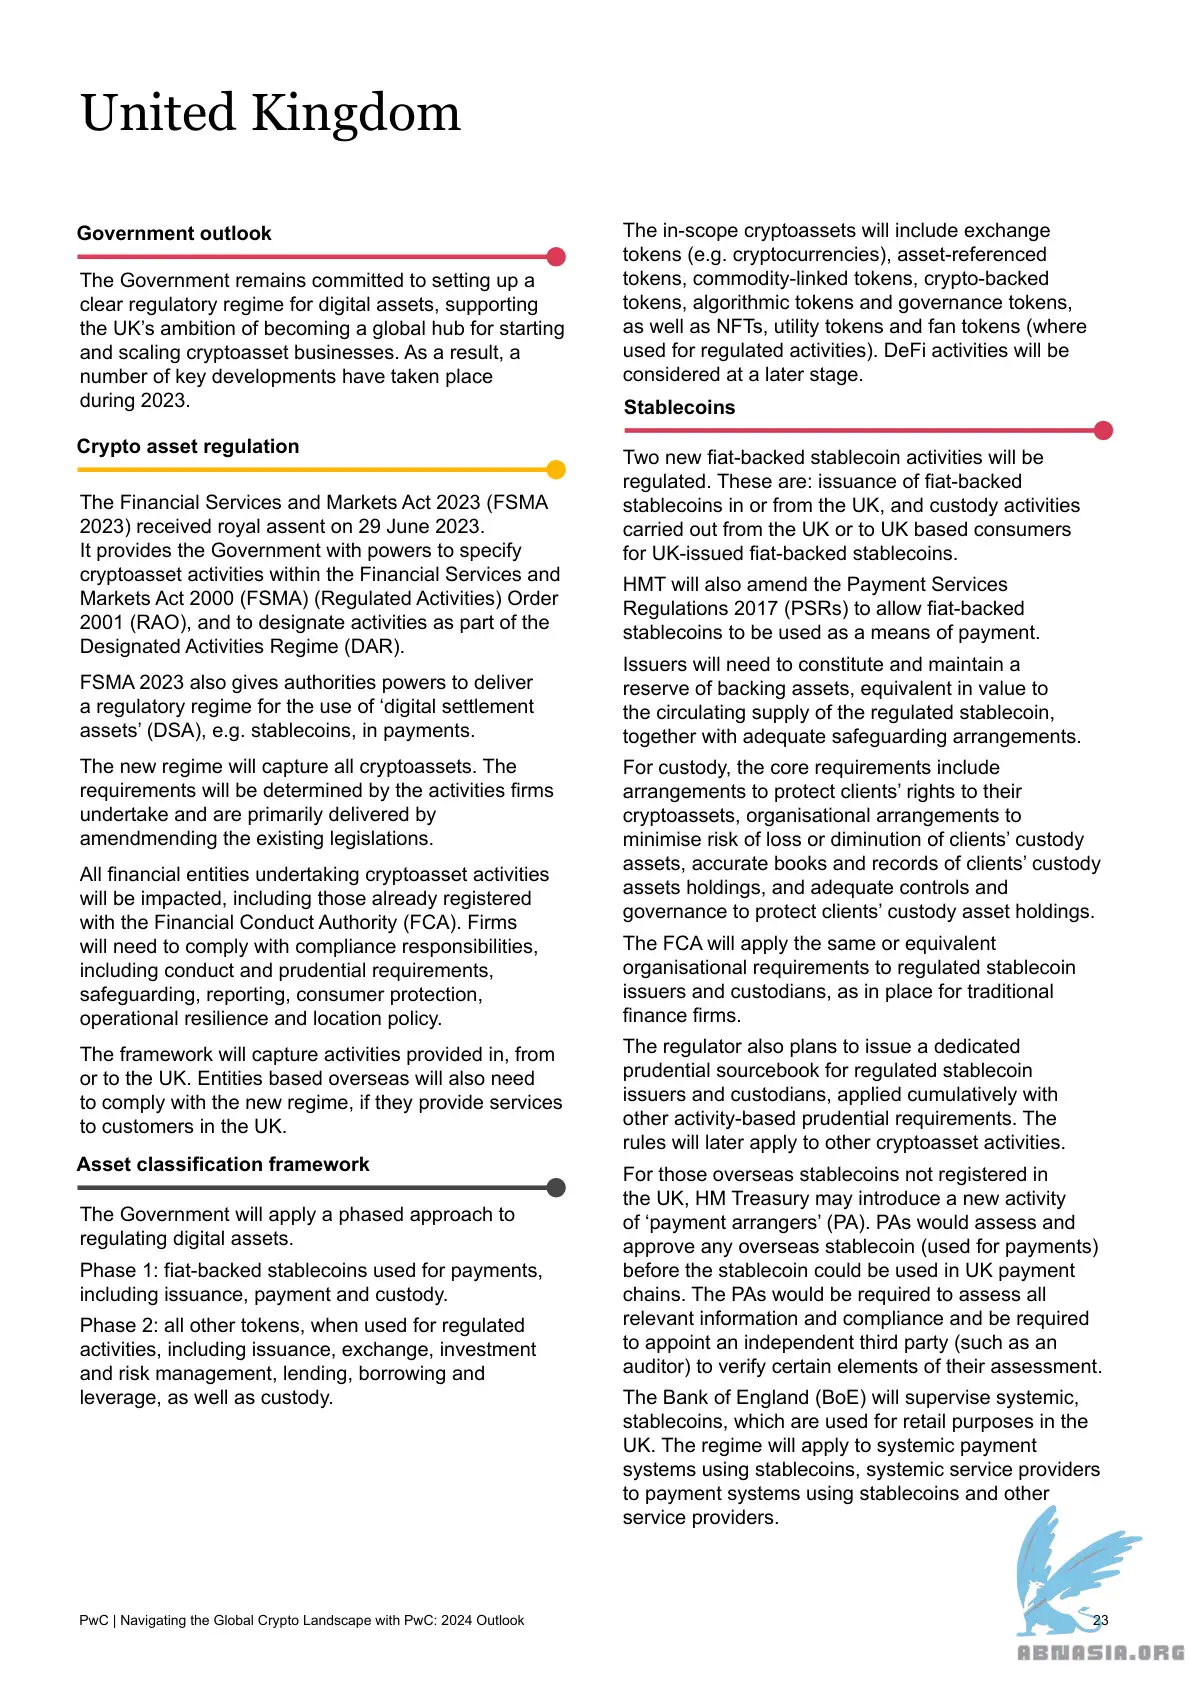 United Kingdom
Government outlook
The Government remains committed to setting up a
clear regulatory regime for digital assets, supporting
the UK’s ambition of becoming a global hub for starting
and scaling cryptoasset businesses. As a result, a
number of key developments have taken place
during 2023.
Crypto asset regulation
The Financial Services and Markets Act 2023 (FSMA
2023) received royal assent on 29 June 2023.
It provides the Government with powers to specify
cryptoasset activities within the Financial Services and
Markets Act 2000 (FSMA) (Regulated Activities) Order
2001 (RAO), and to designate activities as part of the
Designated Activities Regime (DAR).
FSMA 2023 also gives authorities powers to deliver
a regulatory regime for the use of ‘digital settlement
assets’ (DSA), e.g. stablecoins, in payments.
The new regime will capture all cryptoassets. The
requirements will be determined by the activities firms
undertake and are primarily delivered by
amendmending the existing legislations.
All financial entities undertaking cryptoasset activities
will be impacted, including those already registered
with the Financial Conduct Authority (FCA). Firms
will need to comply with compliance responsibilities,
including conduct and prudential requirements,
safeguarding, reporting, consumer protection,
operational resilience and location policy.
The framework will capture activities provided in, from
or to the UK. Entities based overseas will also need
to comply with the new regime, if they provide services
to customers in the UK.
Asset classification framework
The Government will apply a phased approach to
regulating digital assets.
Phase 1: fiat-backed stablecoins used for payments,
including issuance, payment and custody.
Phase 2: all other tokens, when used for regulated
activities, including issuance, exchange, investment
and risk management, lending, borrowing and
leverage, as well as custody.
The in-scope cryptoassets will include exchange
tokens (e.g. cryptocurrencies), asset-referenced
tokens, commodity-linked tokens, crypto-backed
tokens, algorithmic tokens and governance tokens,
as well as NFTs, utility tokens and fan tokens (where
used for regulated activities). DeFi activities will be
considered at a later stage.
Stablecoins
Two new fiat-backed stablecoin activities will be
regulated. These are: issuance of fiat-backed
stablecoins in or from the UK, and custody activities
carried out from the UK or to UK based consumers
for UK-issued fiat-backed stablecoins.
HMT will also amend the Payment Services
Regulations 2017 (PSRs) to allow fiat-backed
stablecoins to be used as a means of payment.
Issuers will need to constitute and maintain a
reserve of backing assets, equivalent in value to
the circulating supply of the regulated stablecoin,
together with adequate safeguarding arrangements.
For custody, the core requirements include
arrangements to protect clients’ rights to their
cryptoassets, organisational arrangements to
minimise risk of loss or diminution of clients’ custody
assets, accurate books and records of clients’ custody
assets holdings, and adequate controls and
governance to protect clients’ custody asset holdings.
The FCA will apply the same or equivalent
organisational requirements to regulated stablecoin
issuers and custodians, as in place for traditional
finance firms.
The regulator also plans to issue a dedicated
prudential sourcebook for regulated stablecoin
issuers and custodians, applied cumulatively with
other activity-based prudential requirements. The
rules will later apply to other cryptoasset activities.
For those overseas stablecoins not registered in
the UK, HM Treasury may introduce a new activity
of ‘payment arrangers’ (PA). PAs would assess and
approve any overseas stablecoin (used for payments)
before the stablecoin could be used in UK payment
chains. The PAs would be required to assess all
relevant information and compliance and be required
to appoint an independent third party (such as an
auditor) to verify certain elements of their assessment.
The Bank of England (BoE) will supervise systemic,
stablecoins, which are used for retail purposes in the
UK. The regime will apply to systemic payment
systems using stablecoins, systemic service providers
to payment systems using stablecoins and other
service providers.
PwC | Navigating the Global Crypto Landscape with PwC: 2024 Outlook
23
ABNASIA.ORG